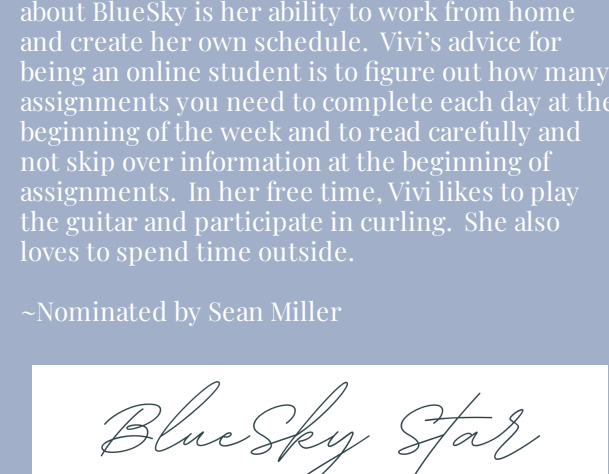 about BlueSky is her ability to work from home
and create her own schedule.  Vivi's advice for
being an online student is to figure out how many
assignments you need to complete each day at the
beginning of the week and to read carefully and
not skip over information at the beginning of
assignments.  In her free time, Vivi likes to play
the guitar and participate in curling.  She also
loves to spend time outside.
~Nominated by Sean Miller
BlueSky Star